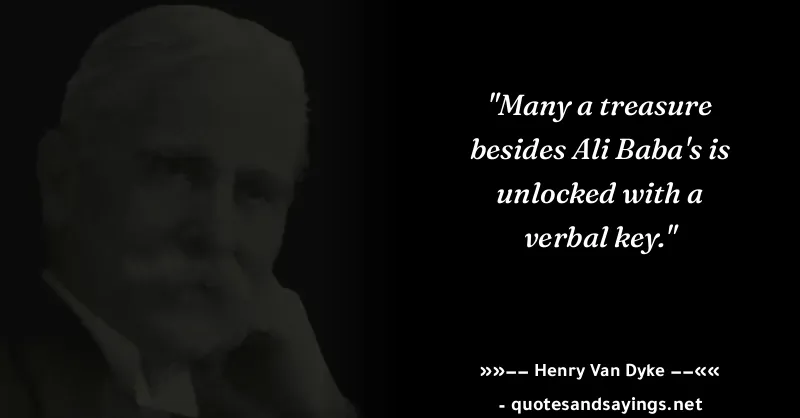 "Many a treasure
besides Ali Baba's is
unlocked with a
verbal key."
»»–– Henry Van Dyke ––««
- quotesandsayings.net